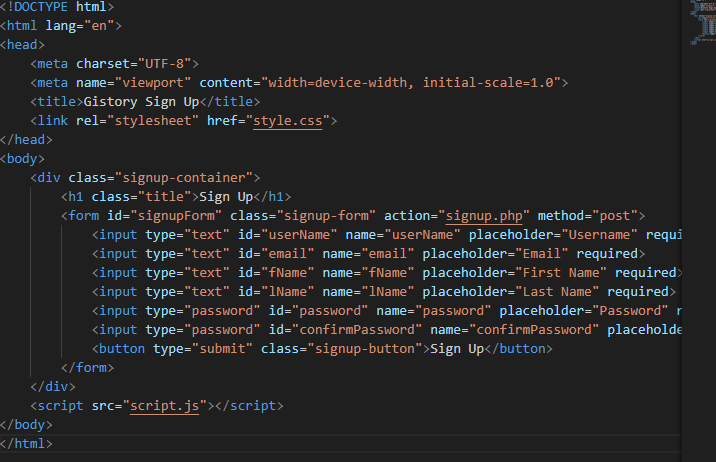 <!DOCTYPE html>
<html lang="en">
<head>
    <meta charset="UTF-8">
    <meta name="viewport" content="width=device-width, initial-scale=1.0">
    <title>Gistory Sign Up</title>
    <link rel="stylesheet" href="style.css">
</head>
<body>
    <div class="signup-container">
        <h1 class="title">Sign Up</h1>
        <form id="signupForm" class="signup-form" action="signup.php" method="post">
            <input type="text" id="userName" name="userName" placeholder="Username" requi
            <input type="text" id="email" name="email" placeholder="Email" required>
            <input type="text" id="fName" name="fName" placeholder="First Name" required>
            <input type="text" id="lName" name="lName" placeholder="Last Name" required>
            <input type="password" id="password" name="password" placeholder="Password" r
            <input type="password" id="confirmPassword" name="confirmPassword" placeholde
            <button type="submit" class="signup-button">Sign Up</button>
        </form>
    </div>
    <script src="script.js"></script>
</body>
</html>